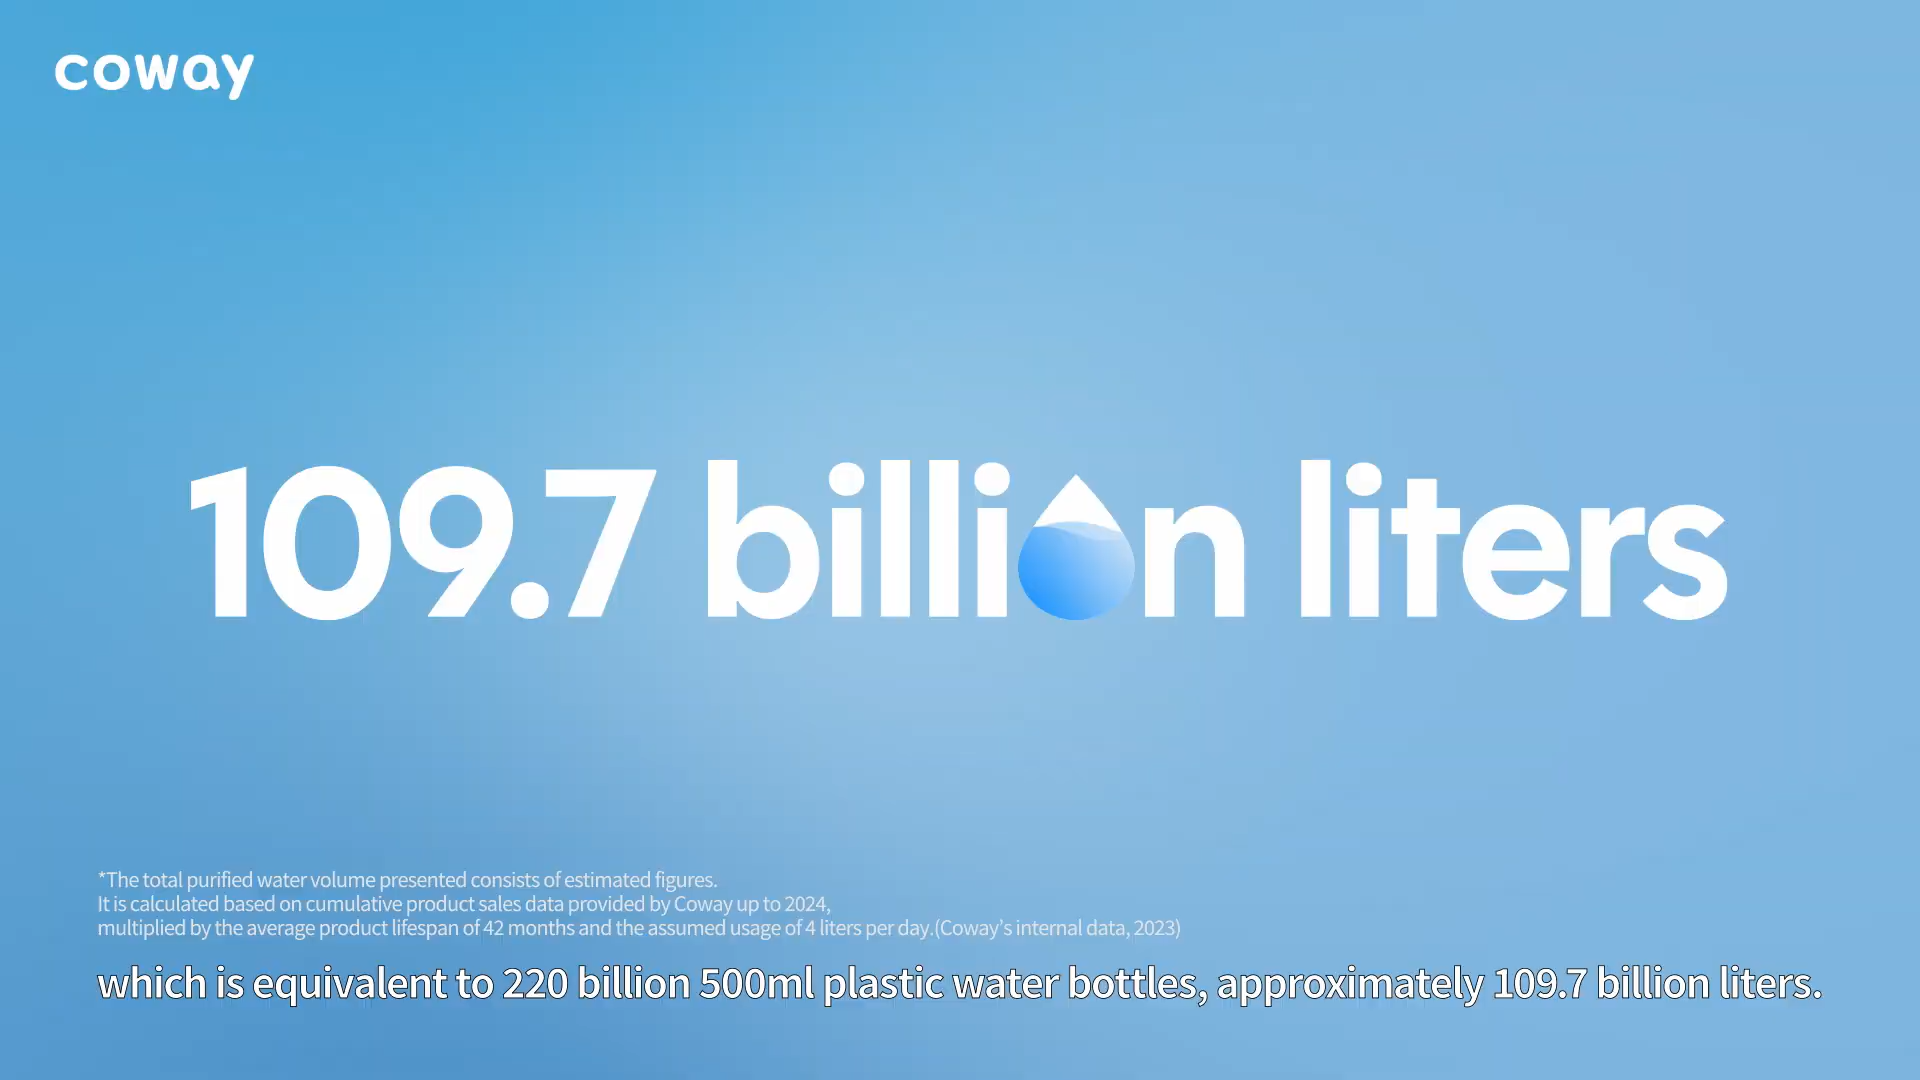 coway
109.7 billion liters
*The total purified water volume presented consists of estimated figures.
It is calculated based on cumulative product sales data provided by Coway up to 2024,
multiplied by the average product lifespan of 42 months and the assumed usage of 4 liters per day.(Coway's internal data, 2023)
which is equivalent to 220 billion 500ml plastic water bottles, approximately 109.7 billion liters.